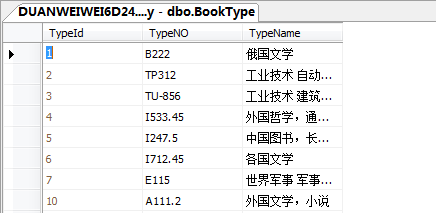 DUANWEIWEI6D24....y - dbo.BookType
TypeId TypeNO TypeName
1 B222 俄国文学
2 TP312 工业技术 自动...
3 TU-856 工业技术 建筑...
4 I533.45 外国哲学，通...
5 I247.5 中国图书，长...
6 I712.45 各国文学
7 E115 世界军事 军事...
10 A111.2 外国文学，小说